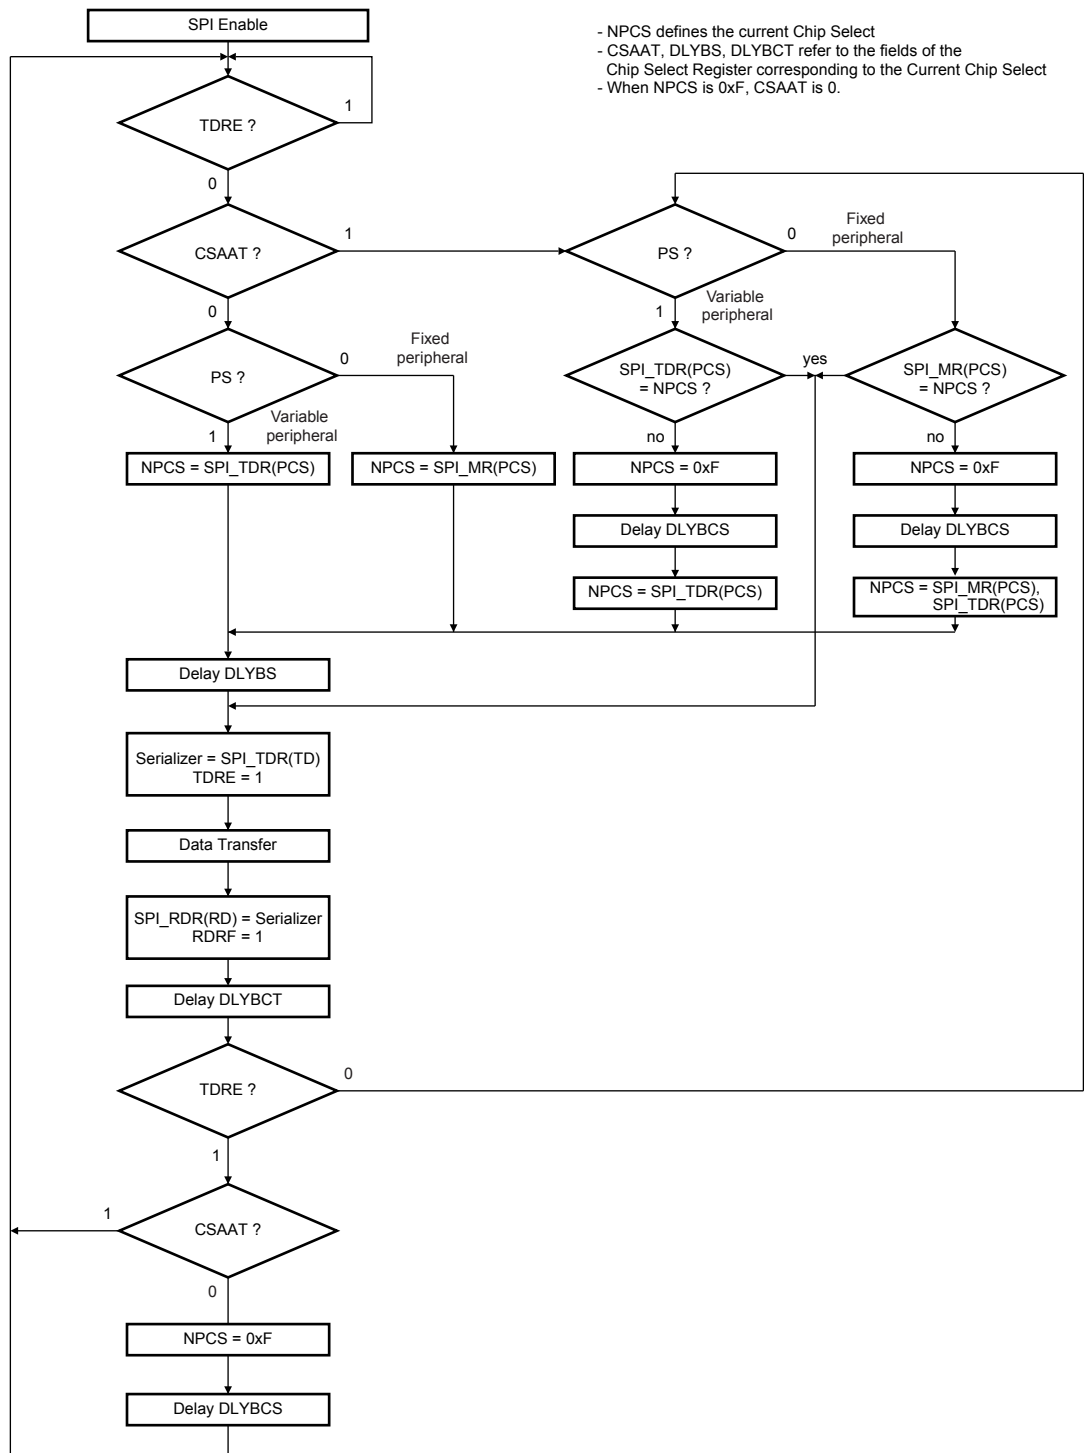 SPI Enable
- NPCS defines the current Chip Select
- CSAAT, DLYBS, DLYBCT refer to the fields of the
Chip Select Register corresponding to the Current Chip Select
- When NPCS is 0xF, CSAAT is 0.
TDRE ?
1
0
CSAAT ?
1
0
PS ?
0
Fixed
peripheral
1
Variable
peripheral
PS ?
0
Fixed
peripheral
1
Variable
peripheral
SPI_TDR(PCS)
= NPCS ?
yes
no
SPI_MR(PCS)
= NPCS ?
no
NPCS = SPI_TDR(PCS)
NPCS = SPI_MR(PCS)
NPCS = 0xF
NPCS = 0xF
Delay DLYBCS
Delay DLYBCS
NPCS = SPI_TDR(PCS)
NPCS = SPI_MR(PCS),
SPI_TDR(PCS)
Delay DLYBS
Serializer = SPI_TDR(TD)
TDRE = 1
Data Transfer
SPI_RDR(RD) = Serializer
RDRF = 1
Delay DLYBCT
TDRE ?
0
1
CSAAT ?
1
0
NPCS = 0xF
Delay DLYBCS